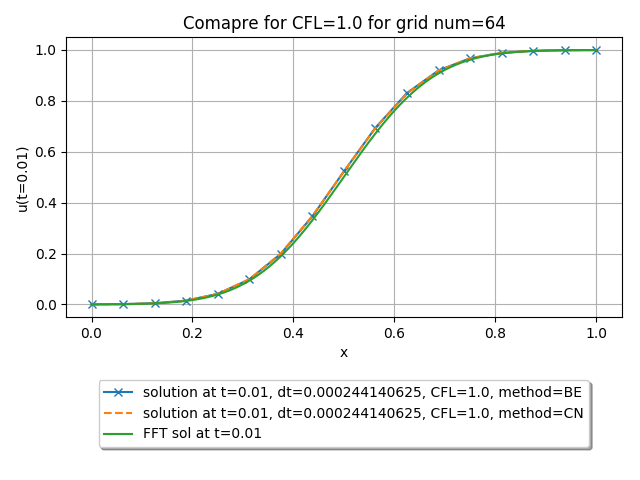 Comapre for CFL=1.0 for grid num=64
1.0
0.8
0.6
0.4
0.2
0.0
u(t=0.01)
0.0 0.2 0.4 0.6 0.8 1.0
x
solution at t=0.01, dt=0.000244140625, CFL=1.0, method=BE
solution at t=0.01, dt=0.000244140625, CFL=1.0, method=CN
FFT sol at t=0.01